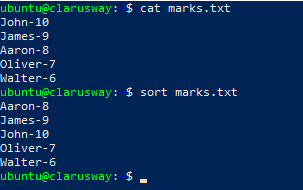 ubuntu@clarusway:~$ cat marks.txt
John-10
James-9
Aaron-8
Oliver-7
Walter-6
ubuntu@clarusway:~$ sort marks.txt
Aaron-8
James-9
John-10
Oliver-7
Walter-6
ubuntu@clarusway:~$